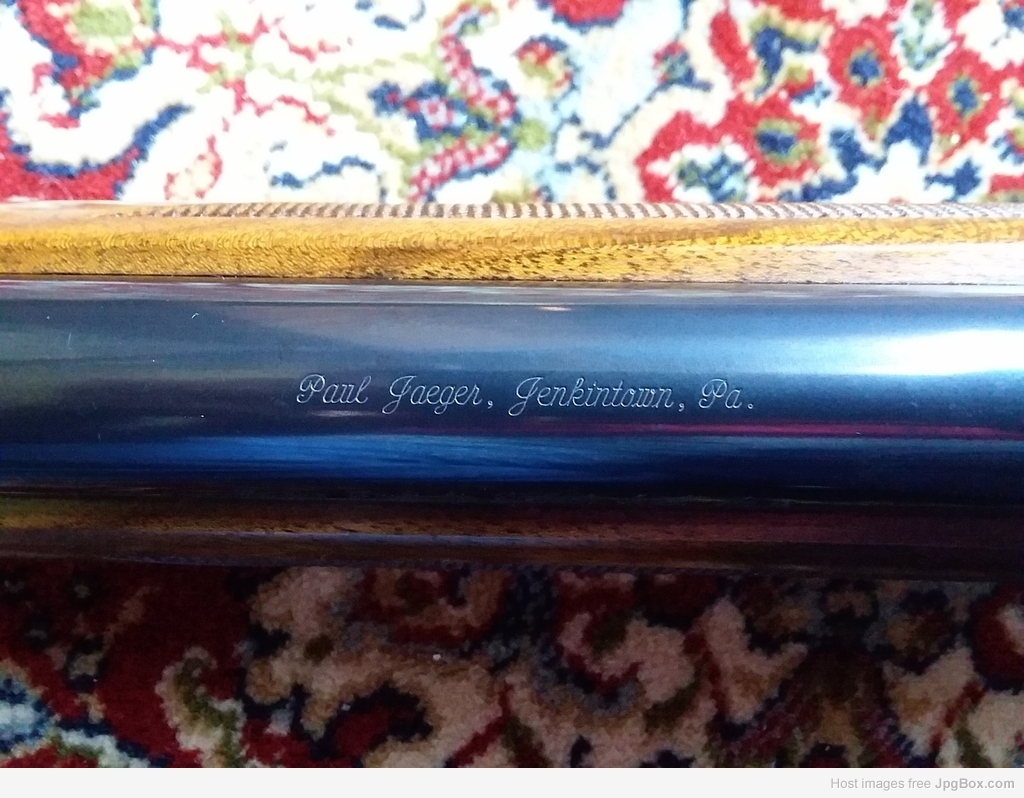 Paul Jaeger, Jenkintown, Pa.
Host images free JpgBox.com